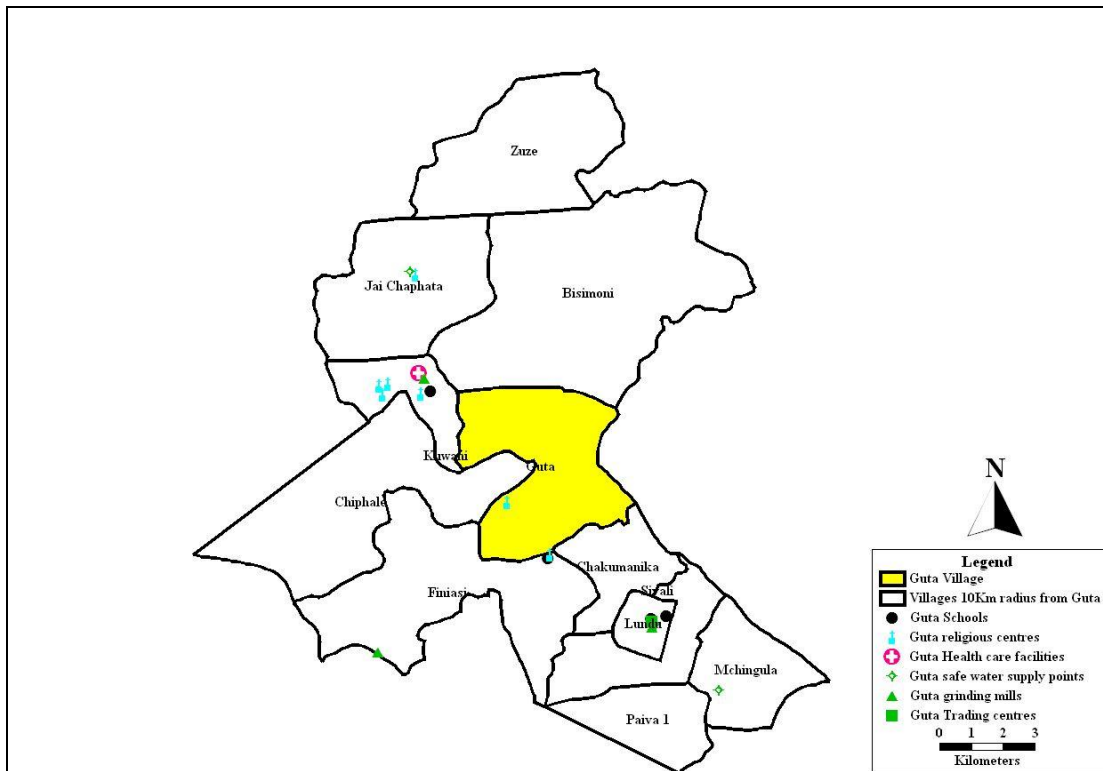 Zuze
Jai Chaphata
Bisimoni
Kuwani
Guta
Chiphale
Chakumanika
Finiasi
Sivali
Lundu
Mchingula
Paiva 1
N
Legend
Guta Village
Villages 10Km radius from Guta
Guta Schools
Guta religious centres
Guta Health care facilities
Guta safe water supply points
Guta grinding mills
Guta Trading centres
0 1 2 3
Kilometers